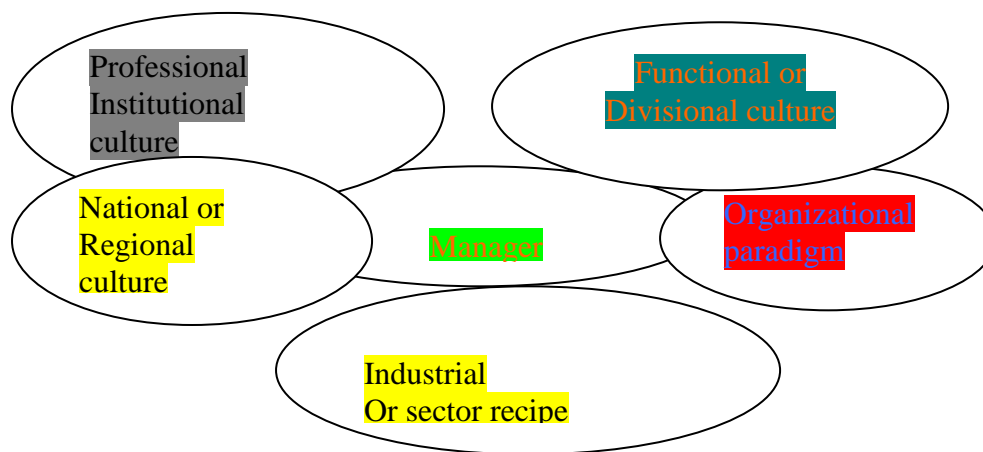 Professional
Institutional
culture
Functional or
Divisional culture
National or
Regional
culture
Manager
Organizational
paradigm
Industrial
Or sector recipe